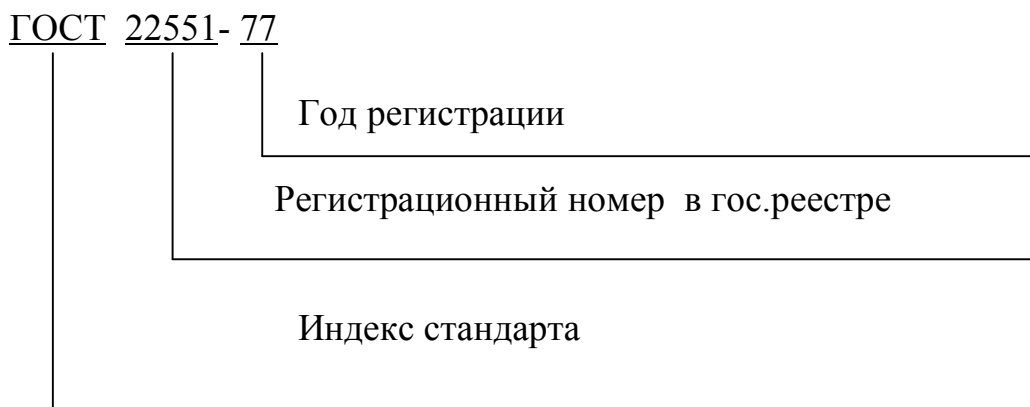 ГОСТ 22551- 77
Год регистрации
Регистрационный номер в гос.реестре
Индекс стандарта